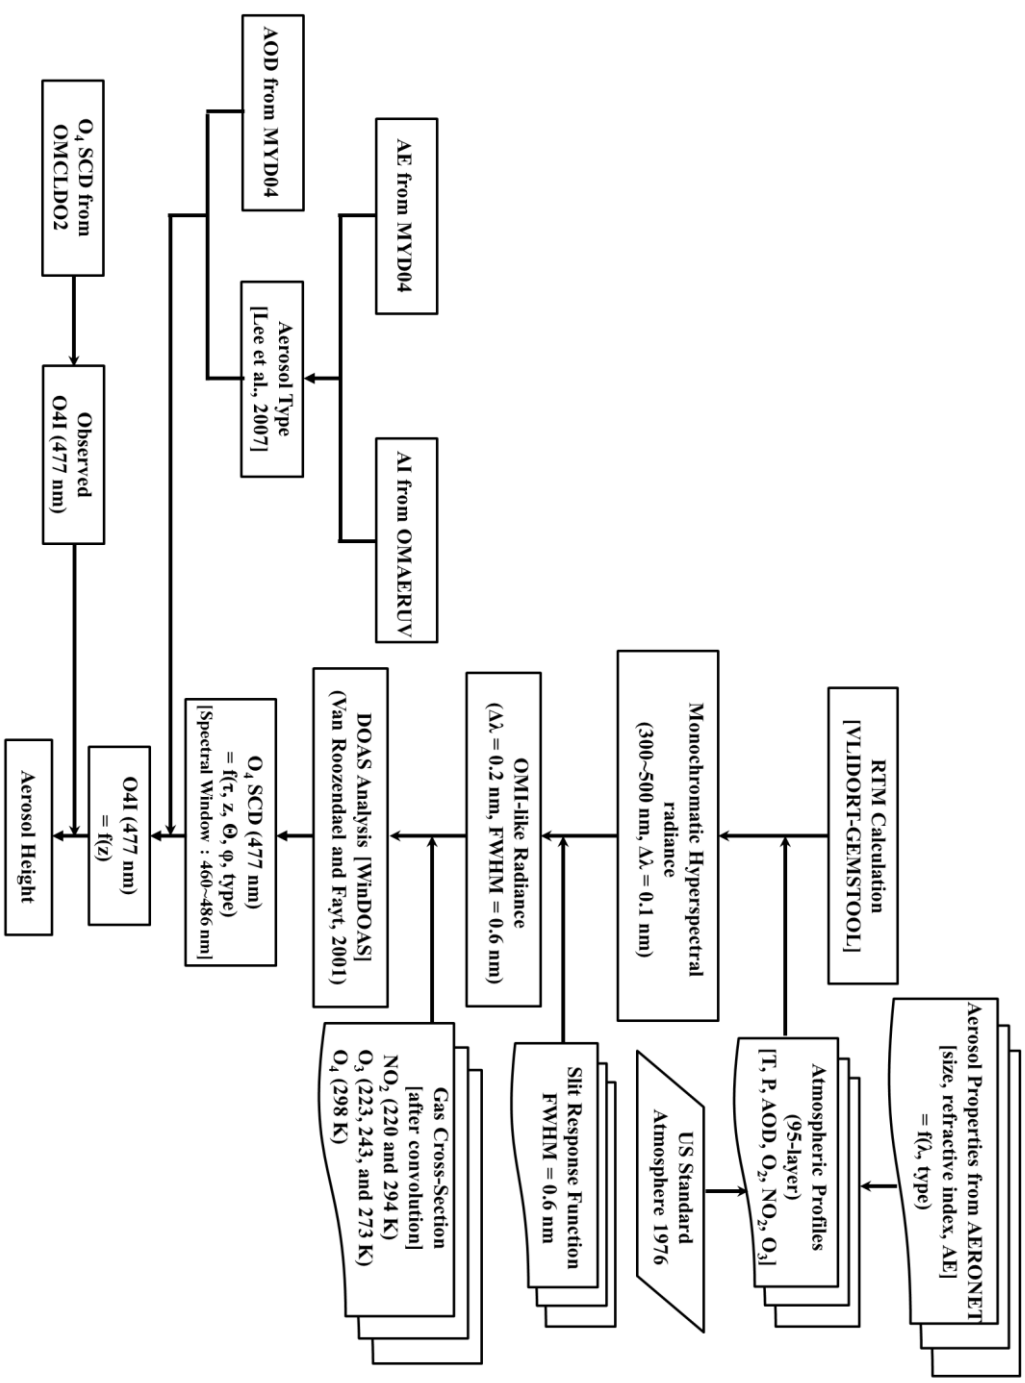 RTM Calculation
[VLIDORT-GEMSTOOL]
Aerosol Properties from AERONET
[size, refractive index, AE]
= f(λ, type)
Atmospheric Profiles
(95-layer)
[T, P, AOD, O₂, NO₂, O₃]
US Standard
Atmosphere 1976
Monochromatic Hyperspectral
radiance
(300~500 nm, Δλ = 0.1 nm)
Slit Response Function
FWHM = 0.6 nm
OMI-like Radiance
(Δλ = 0.2 nm, FWHM = 0.6 nm)
Gas Cross-Section
[after convolution]
NO₂ (220 and 294 K)
O₃ (223, 243, and 273 K)
O₄ (298 K)
DOAS Analysis [WinDOAS]
(Van Roozendael and Fayt, 2001)
AE from MYD04
AI from OMAERUV
AOD from MYD04
Aerosol Type
[Lee et al., 2007]
O₄ SCD (477 nm)
= f(τ, z, Θ, φ, type)
[Spectral Window : 460~486 nm]
O₄ SCD from
OMCLDO2
Observed
O4I (477 nm)
O4I (477 nm)
= f(z)
Aerosol Height